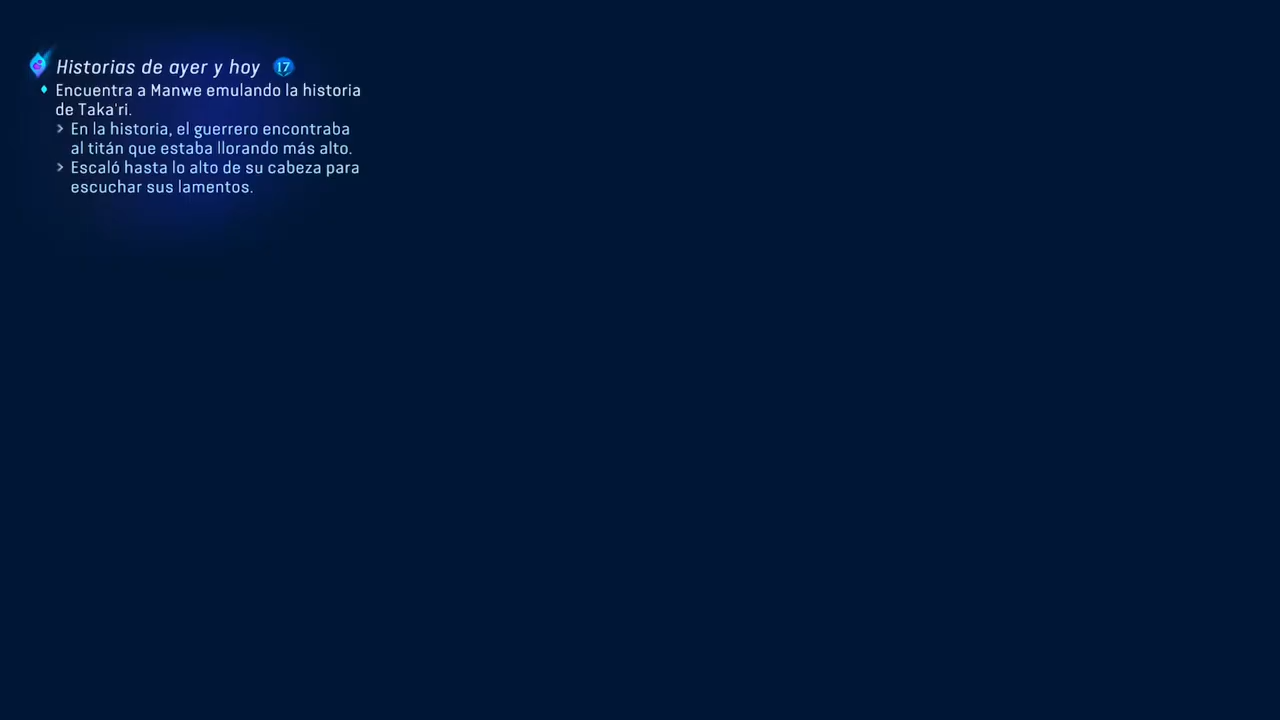 Historias de ayer y hoy 17
Encuentra a Manwe emulando la historia
de Taka'ri.
> En la historia, el guerrero encontraba
al titán que estaba llorando más alto.
> Escaló hasta lo alto de su cabeza para
escuchar sus lamentos.